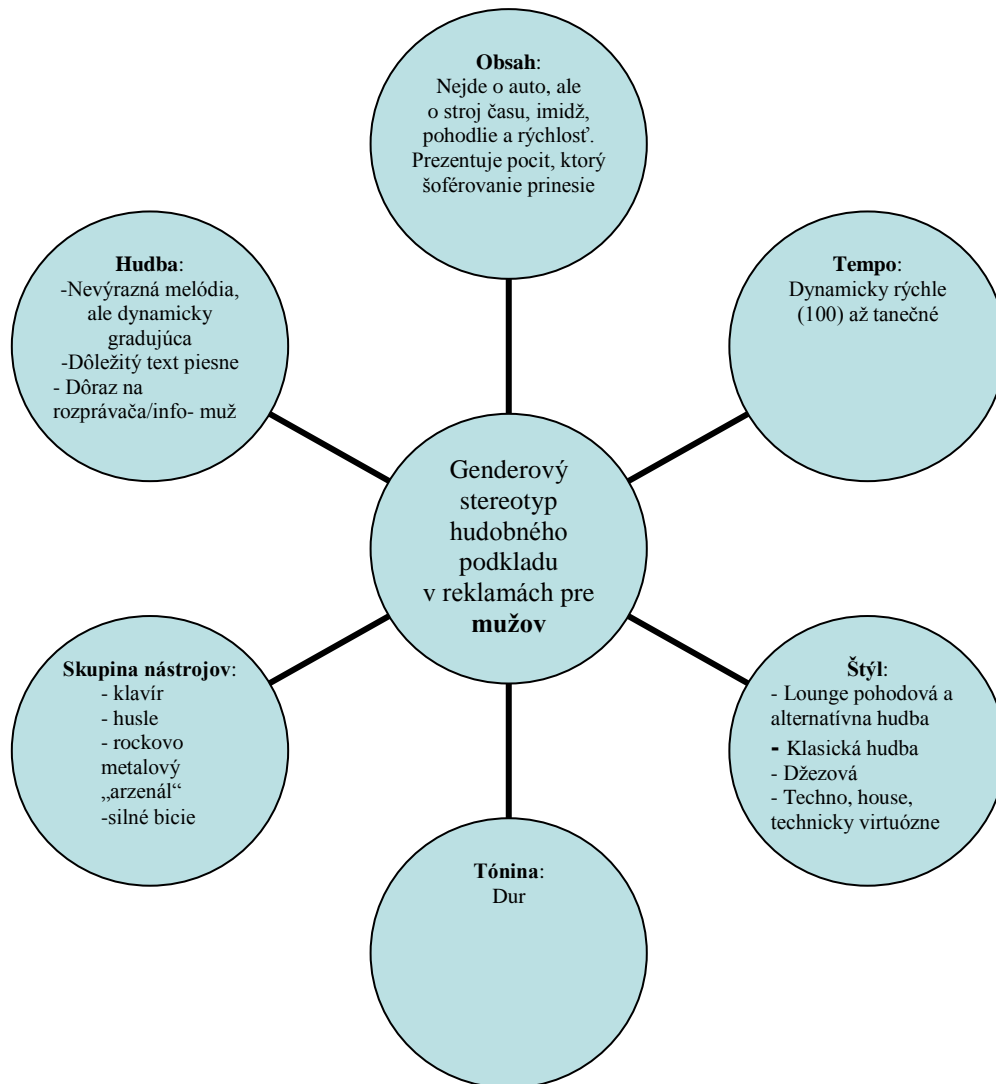 Obsah:
Nejde o auto, ale
o stroj času, imidž,
pohodlie a rýchlosť.
Prezentuje pocit, ktorý
šoférovanie prinesie
Hudba:
-Nevýrazná melódia,
ale dynamicky
gradujúca
-Dôležitý text piesne
- Dôraz na
rozprávača/info- muž
Tempo:
Dynamicky rýchle
(100) až tanečné
Genderový
stereotyp
hudobného
podkladu
v reklamách pre
mužov
Skupina nástrojov:
- klavír
- husle
- rockovo
metalový
„arzenál“
-silné bicie
Štýl:
- Lounge pohodová a
alternatívna hudba
- Klasická hudba
- Džezová
- Techno, house,
technicky virtuózne
Tónina:
Dur